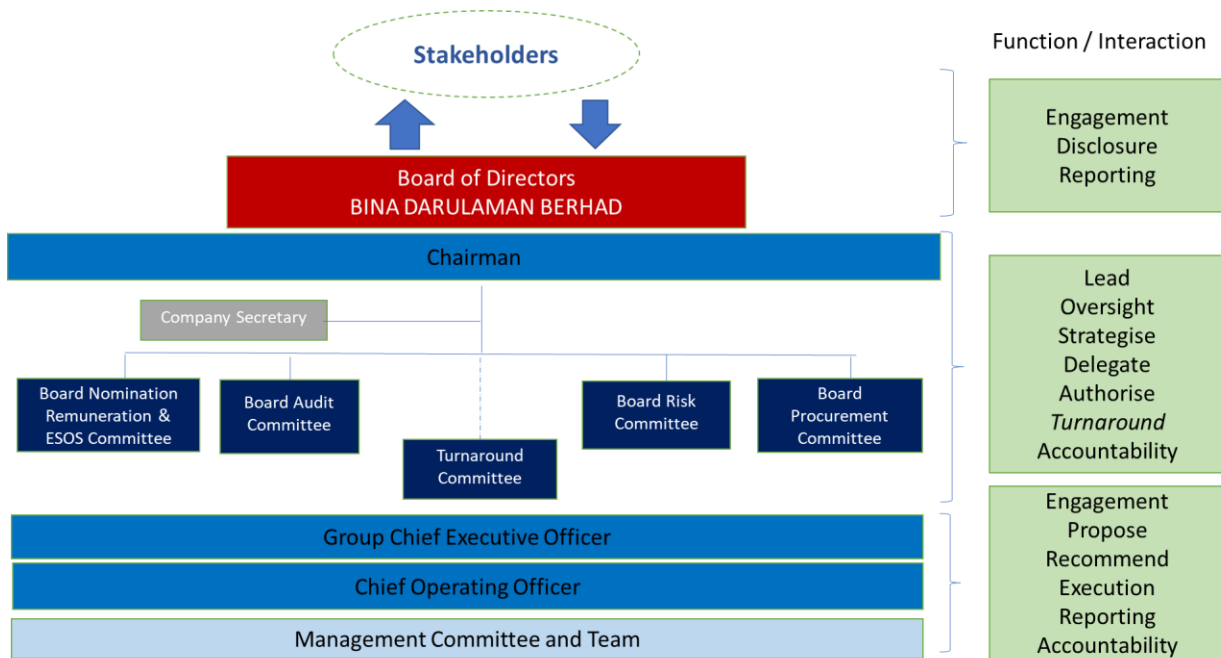 Stakeholders
Function / Interaction
Board of Directors
BINA DARULAMAN BERHAD
Engagement
Disclosure
Reporting
Chairman
Company Secretary
Board Nomination
Remuneration &
ESOS Committee
Board Audit
Committee
Turnaround
Committee
Board Risk
Committee
Board
Procurement
Committee
Lead
Oversight
Strategise
Delegate
Authorise
Turnaround
Accountability
Group Chief Executive Officer
Chief Operating Officer
Management Committee and Team
Engagement
Propose
Recommend
Execution
Reporting
Accountability